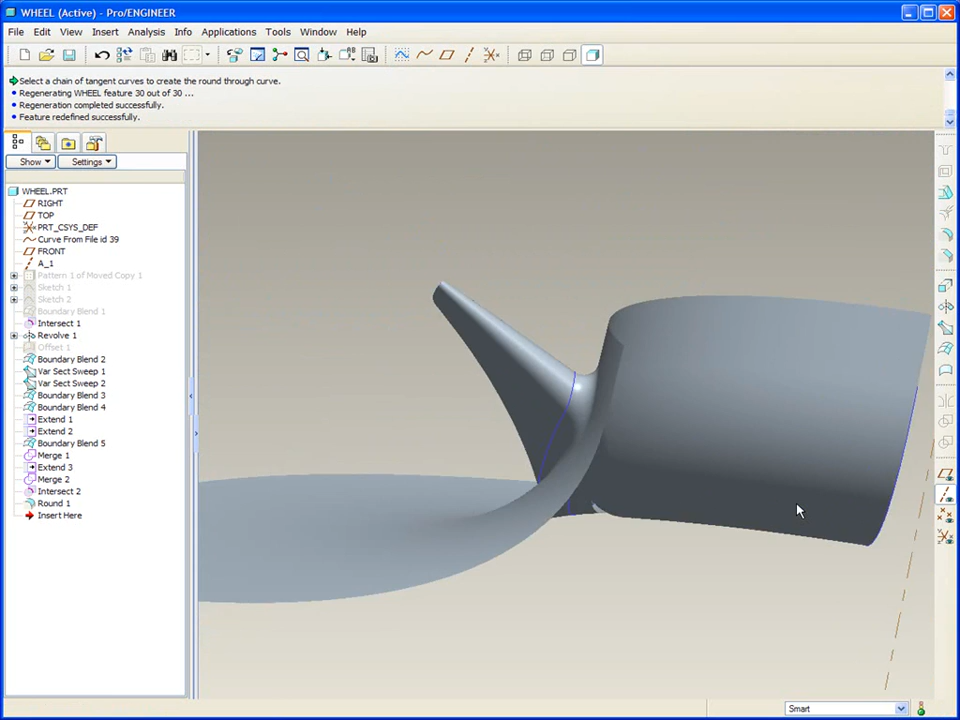 WHEEL (Active) - Pro/ENGINEER
File Edit View Insert Analysis Info Applications Tools Window Help
Select a chain of tangent curves to create the round through curve.
Regenerating WHEEL feature 30 out of 30 ...
Regeneration completed successfully.
Feature redefined successfully.
Show Settings
WHEEL.PRT
RIGHT
TOP
PRT_CSYS_DEF
Curve From File id 39
FRONT
A_1
Pattern 1 of Moved Copy 1
Sketch 1
Sketch 2
Boundary Blend 1
Intersect 1
Revolve 1
Offset 1
Boundary Blend 2
Var Sect Sweep 1
Var Sect Sweep 2
Boundary Blend 3
Boundary Blend 4
Extend 1
Extend 2
Boundary Blend 5
Merge 1
Extend 3
Merge 2
Intersect 2
Round 1
Insert Here
Smart